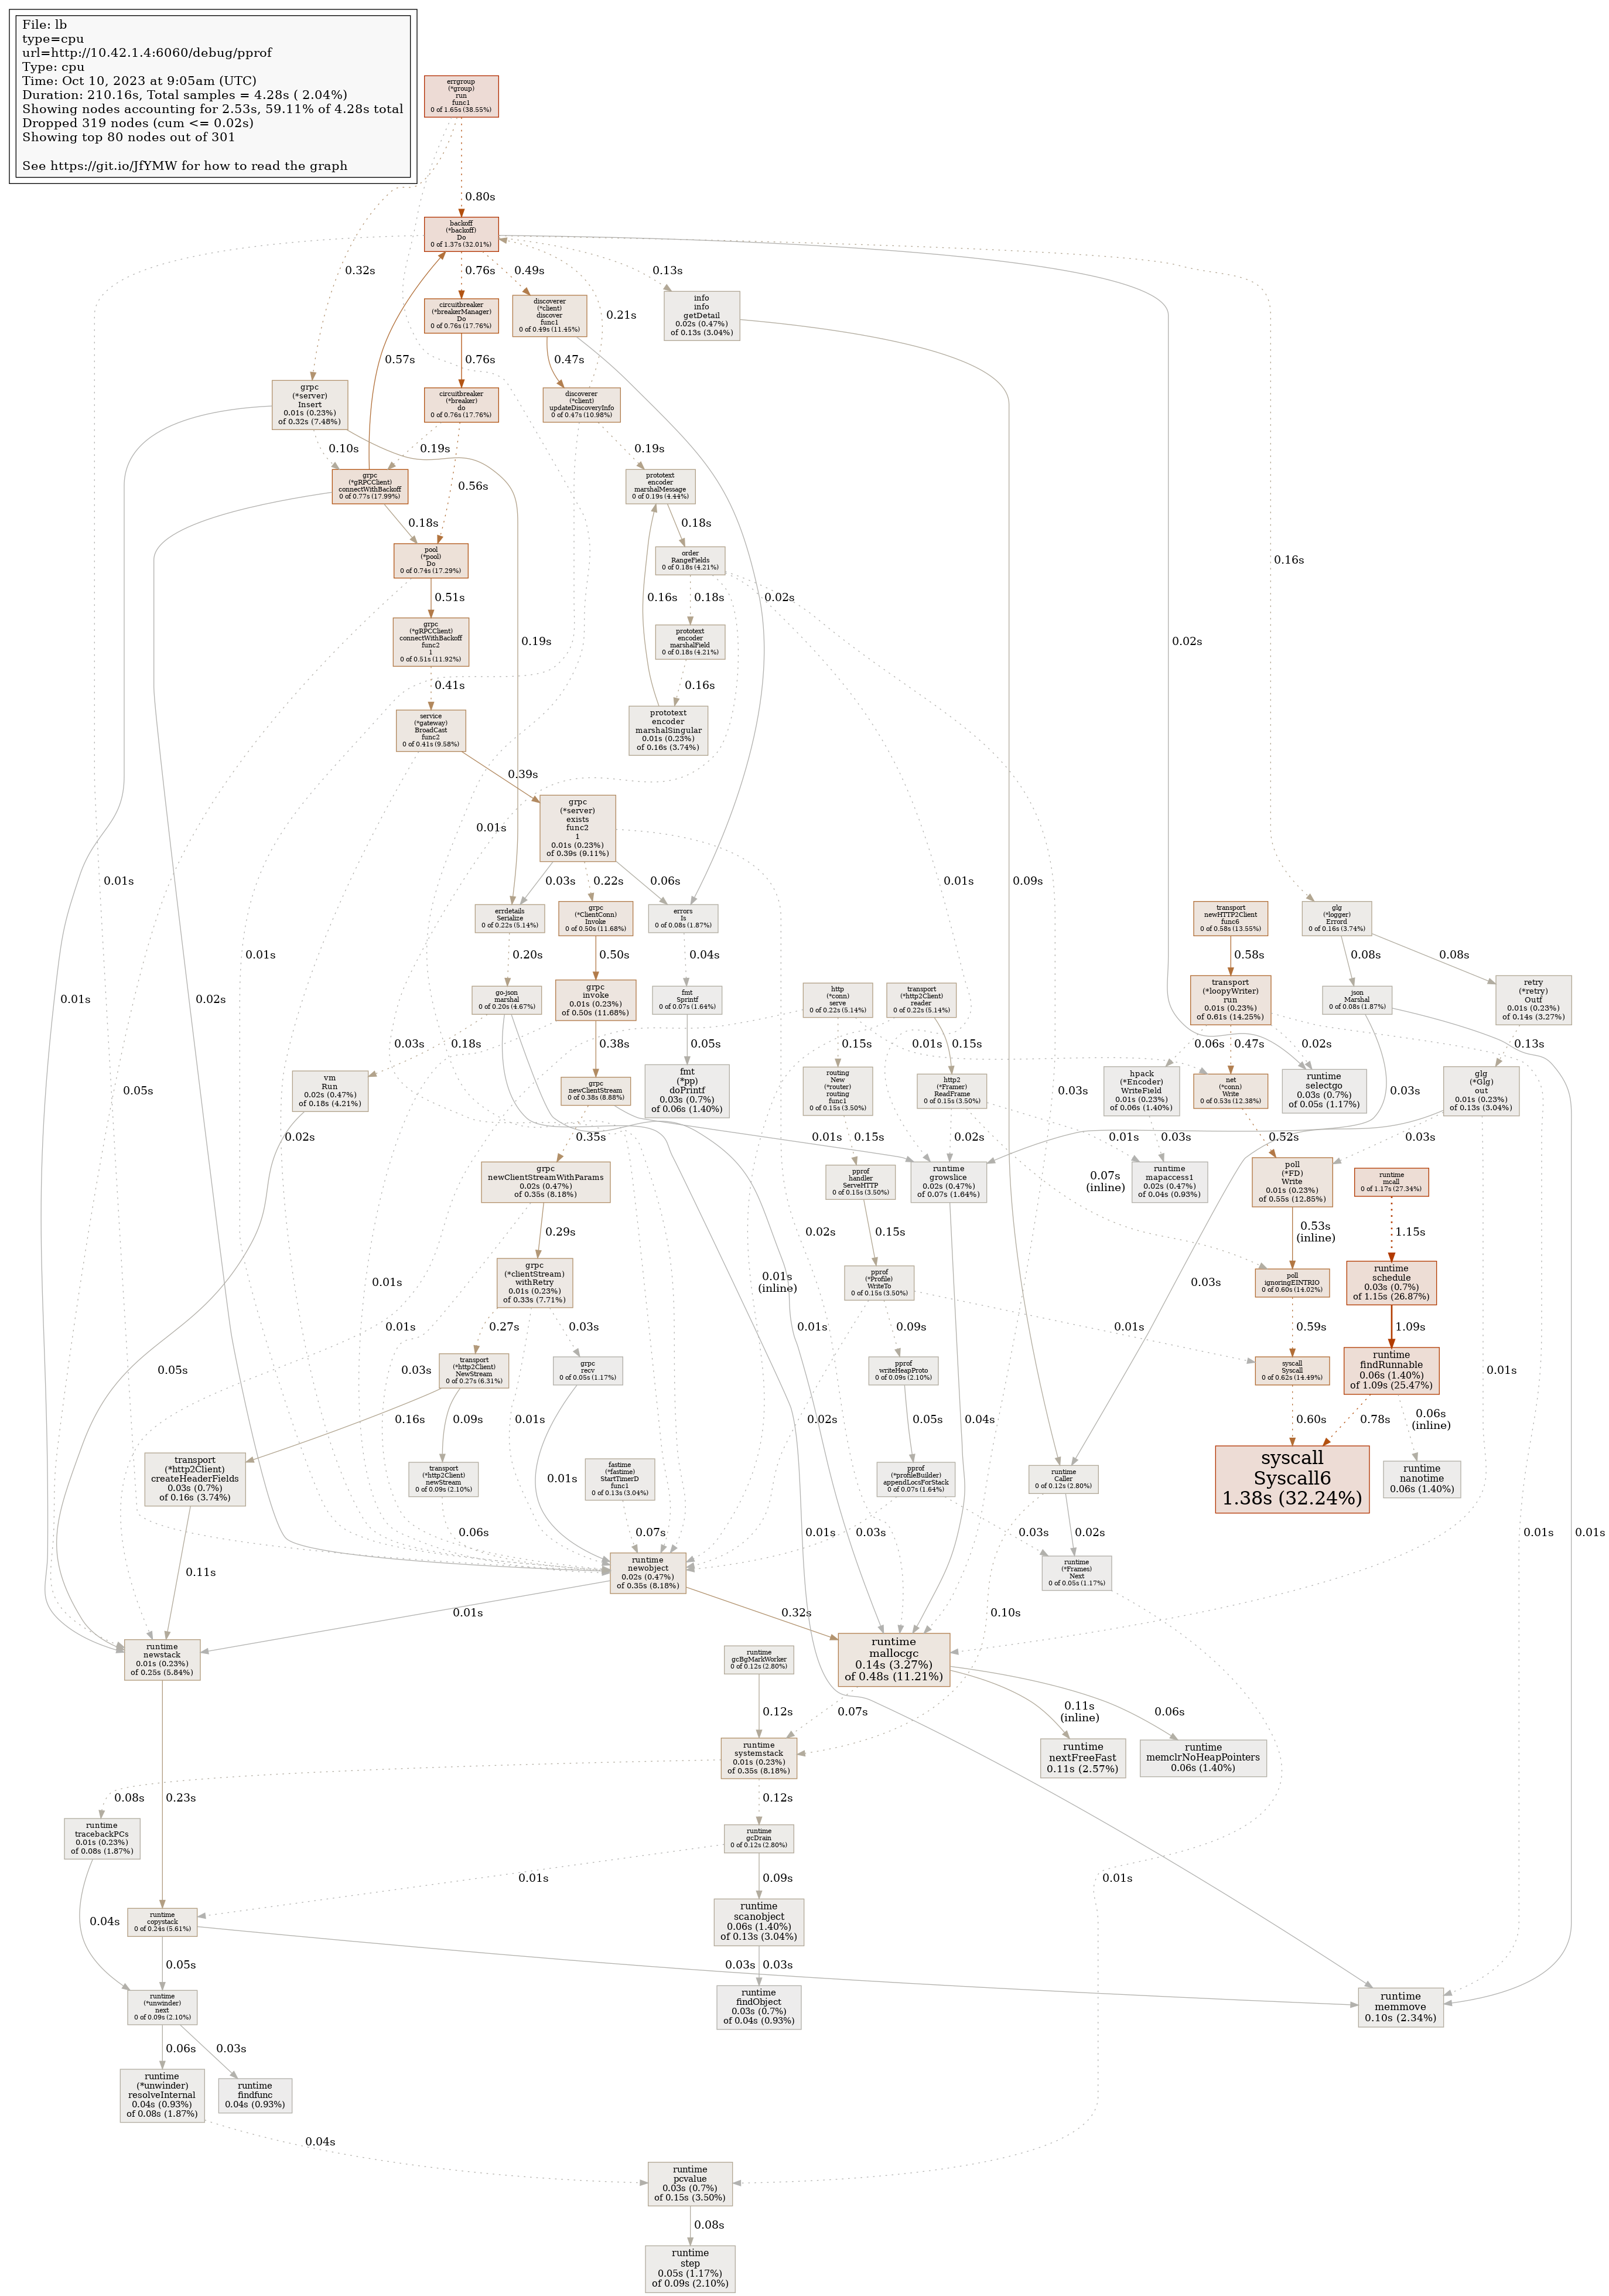 File: lb
type=cpu
url=http://10.42.1.4:6060/debug/pprof
Type: cpu
Time: Oct 10, 2023 at 9:05am (UTC)
Duration: 210.16s, Total samples = 4.28s ( 2.04%)
Showing nodes accounting for 2.53s, 59.11% of 4.28s total
Dropped 319 nodes (cum <= 0.02s)
Showing top 80 nodes out of 301
See https://git.io/JfYMW for how to read the graph
errgroup
(*group)
run
func1
0 of 1.65s (38.55%)
0.80s
backoff
(*backoff)
Do
0 of 1.37s (32.01%)
0.32s
0.76s
0.49s
0.13s
circuitbreaker
(*breakerManager)
Do
0 of 0.76s (17.76%)
discoverer
(*client)
discover
func1
0 of 0.49s (11.45%)
0.21s
info
info
getDetail
0.02s (0.47%)
of 0.13s (3.04%)
0.57s
0.76s
0.47s
grpc
(*server)
Insert
0.01s (0.23%)
of 0.32s (7.48%)
circuitbreaker
(*breaker)
do
0 of 0.76s (17.76%)
discoverer
(*client)
updateDiscoveryInfo
0 of 0.47s (10.98%)
0.10s
0.19s
0.19s
grpc
(*gRPCClient)
connectWithBackoff
0 of 0.77s (17.99%)
0.56s
prototext
encoder
marshalMessage
0 of 0.19s (4.44%)
0.18s
0.18s
pool
(*pool)
Do
0 of 0.74s (17.29%)
order
RangeFields
0 of 0.18s (4.21%)
0.16s
0.51s
0.16s
0.18s
0.02s
grpc
(*gRPCClient)
connectWithBackoff
func2
1
0 of 0.51s (11.92%)
0.19s
prototext
encoder
marshalField
0 of 0.18s (4.21%)
0.02s
0.41s
0.16s
service
(*gateway)
BroadCast
func2
0 of 0.41s (9.58%)
prototext
encoder
marshalSingular
0.01s (0.23%)
of 0.16s (3.74%)
0.39s
grpc
(*server)
exists
func2
1
0.01s (0.23%)
of 0.39s (9.11%)
0.01s
0.01s
0.03s
0.22s
0.06s
0.01s
0.09s
errdetails
Serialize
0 of 0.22s (5.14%)
grpc
(*ClientConn)
Invoke
0 of 0.50s (11.68%)
errors
Is
0 of 0.08s (1.87%)
transport
newHTTP2Client
func6
0 of 0.58s (13.55%)
glg
(*logger)
Errord
0 of 0.16s (3.74%)
0.01s
0.20s
0.50s
0.04s
0.58s
0.08s
0.08s
0.01s
0.02s
go-json
marshal
0 of 0.20s (4.67%)
grpc
invoke
0.01s (0.23%)
of 0.50s (11.68%)
fmt
Sprintf
0 of 0.07s (1.64%)
http
(*conn)
serve
0 of 0.22s (5.14%)
transport
(*http2Client)
reader
0 of 0.22s (5.14%)
transport
(*loopyWriter)
run
0.01s (0.23%)
of 0.61s (14.25%)
json
Marshal
0 of 0.08s (1.87%)
retry
(*retry)
Outf
0.01s (0.23%)
of 0.14s (3.27%)
0.03s
0.18s
0.38s
0.05s
0.15s
0.01s
0.15s
0.06s
0.47s
0.02s
0.13s
0.05s
vm
Run
0.02s (0.47%)
of 0.18s (4.21%)
grpc
newClientStream
0 of 0.38s (8.88%)
fmt
(*pp)
doPrintf
0.03s (0.7%)
of 0.06s (1.40%)
routing
New
(*router)
routing
func1
0 of 0.15s (3.50%)
http2
(*Framer)
ReadFrame
0 of 0.15s (3.50%)
0.03s
hpack
(*Encoder)
WriteField
0.01s (0.23%)
of 0.06s (1.40%)
net
(*conn)
Write
0 of 0.53s (12.38%)
runtime
selectgo
0.03s (0.7%)
of 0.05s (1.17%)
0.03s
glg
(*Glg)
out
0.01s (0.23%)
of 0.13s (3.04%)
0.02s
0.35s
0.01s
0.15s
0.02s
0.01s
0.03s
0.52s
0.03s
grpc
newClientStreamWithParams
0.02s (0.47%)
of 0.35s (8.18%)
pprof
handler
ServeHTTP
0 of 0.15s (3.50%)
runtime
growslice
0.02s (0.47%)
of 0.07s (1.64%)
0.07s
(inline)
runtime
mapaccess1
0.02s (0.47%)
of 0.04s (0.93%)
poll
(*FD)
Write
0.01s (0.23%)
of 0.55s (12.85%)
runtime
mcall
0 of 1.17s (27.34%)
0.29s
0.02s
0.15s
0.53s
(inline)
1.15s
grpc
(*clientStream)
withRetry
0.01s (0.23%)
of 0.33s (7.71%)
0.01s
0.01s
(inline)
pprof
(*Profile)
WriteTo
0 of 0.15s (3.50%)
0.03s
poll
ignoringEINTRIO
0 of 0.60s (14.02%)
runtime
schedule
0.03s (0.7%)
of 1.15s (26.87%)
0.01s
0.27s
0.03s
0.01s
0.09s
0.01s
0.59s
1.09s
0.05s
0.03s
transport
(*http2Client)
NewStream
0 of 0.27s (6.31%)
grpc
recv
0 of 0.05s (1.17%)
pprof
writeHeapProto
0 of 0.09s (2.10%)
syscall
Syscall
0 of 0.62s (14.49%)
runtime
findRunnable
0.06s (1.40%)
of 1.09s (25.47%)
0.01s
0.16s
0.09s
0.01s
0.02s
0.05s
0.04s
0.60s
0.78s
0.06s
(inline)
transport
(*http2Client)
createHeaderFields
0.03s (0.7%)
of 0.16s (3.74%)
transport
(*http2Client)
newStream
0 of 0.09s (2.10%)
0.01s
fastime
(*fastime)
StartTimerD
func1
0 of 0.13s (3.04%)
pprof
(*profileBuilder)
appendLocsForStack
0 of 0.07s (1.64%)
runtime
Caller
0 of 0.12s (2.80%)
syscall
Syscall6
1.38s (32.24%)
runtime
nanotime
0.06s (1.40%)
0.06s
0.07s
0.01s
0.03s
0.03s
0.02s
0.01s
0.01s
0.11s
runtime
newobject
0.02s (0.47%)
of 0.35s (8.18%)
runtime
(*Frames)
Next
0 of 0.05s (1.17%)
0.01s
0.32s
0.10s
runtime
newstack
0.01s (0.23%)
of 0.25s (5.84%)
runtime
gcBgMarkWorker
0 of 0.12s (2.80%)
runtime
mallocgc
0.14s (3.27%)
of 0.48s (11.21%)
0.12s
0.07s
0.11s
(inline)
0.06s
runtime
systemstack
0.01s (0.23%)
of 0.35s (8.18%)
runtime
nextFreeFast
0.11s (2.57%)
runtime
memclrNoHeapPointers
0.06s (1.40%)
0.08s
0.23s
0.12s
runtime
tracebackPCs
0.01s (0.23%)
of 0.08s (1.87%)
runtime
gcDrain
0 of 0.12s (2.80%)
0.01s
0.09s
0.01s
0.04s
runtime
copystack
0 of 0.24s (5.61%)
runtime
scanobject
0.06s (1.40%)
of 0.13s (3.04%)
0.05s
0.03s
0.03s
runtime
(*unwinder)
next
0 of 0.09s (2.10%)
runtime
findObject
0.03s (0.7%)
of 0.04s (0.93%)
runtime
memmove
0.10s (2.34%)
0.06s
0.03s
runtime
(*unwinder)
resolveInternal
0.04s (0.93%)
of 0.08s (1.87%)
runtime
findfunc
0.04s (0.93%)
0.04s
runtime
pcvalue
0.03s (0.7%)
of 0.15s (3.50%)
0.08s
runtime
step
0.05s (1.17%)
of 0.09s (2.10%)